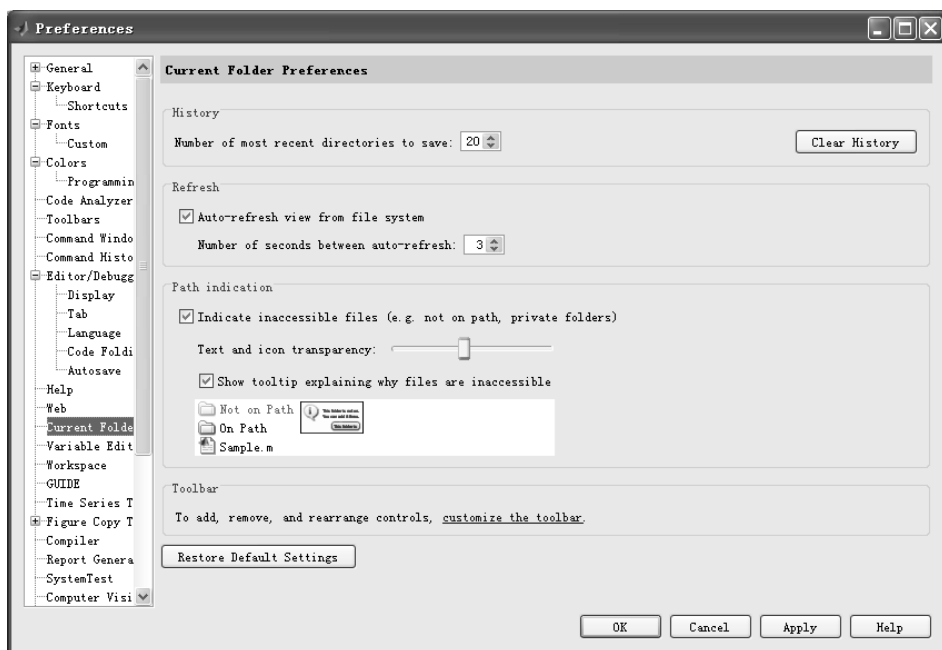 Preferences
General
Keyboard
Shortcuts
Fonts
Custom
Colors
Programmin
Code Analyzer
Toolbars
Command Windo
Command Histo
Editor/Debugg
Display
Tab
Language
Code Foldi
Autosave
Help
Web
Current Folde
Variable Edit
Workspace
GUIDE
Time Series T
Figure Copy T
Compiler
Report Genera
SystemTest
Computer Visi
Current Folder Preferences
History
Number of most recent directories to save: 20
Clear History
Refresh
Auto-refresh view from file system
Number of seconds between auto-refresh: 3
Path indication
Indicate inaccessible files (e.g. not on path, private folders)
Text and icon transparency:
Show tooltip explaining why files are inaccessible
Not on Path
On Path
Sample.m
Toolbar
To add, remove, and rearrange controls, customize the toolbar.
Restore Default Settings
OK Cancel Apply Help